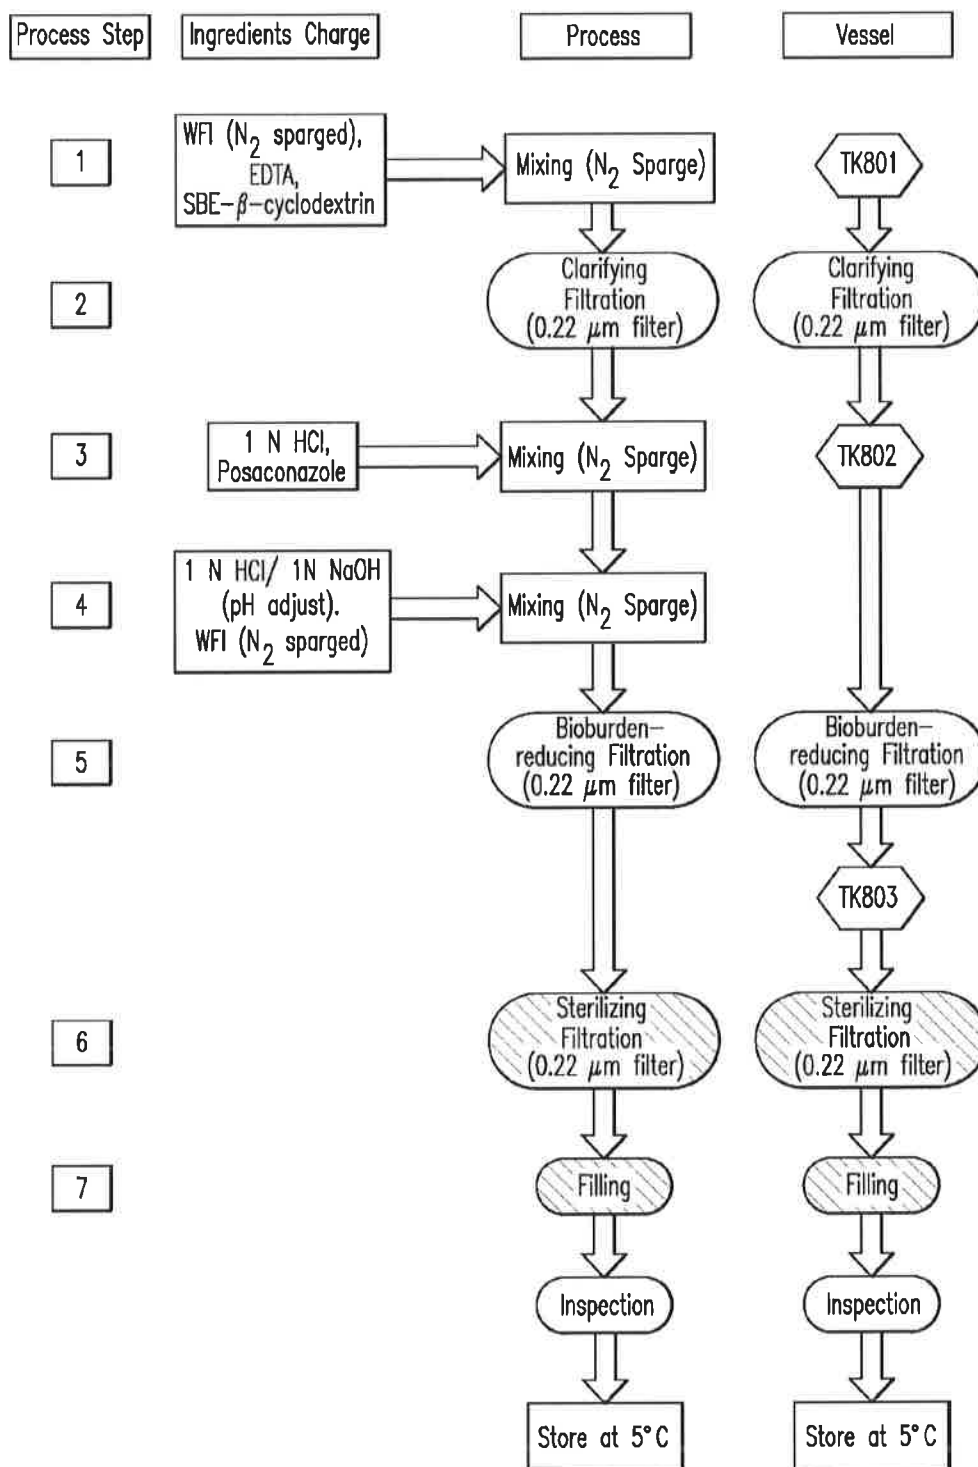 Process Step
Ingredients Charge
Process
Vessel
1
WFI (N₂ sparged),
EDTA,
SBE-β-cyclodextrin
Mixing (N₂ Sparge)
TK801
2
Clarifying
Filtration
(0.22 μm filter)
Clarifying
Filtration
(0.22 μm filter)
3
1 N HCl,
Posaconazole
Mixing (N₂ Sparge)
TK802
4
1 N HCl/ 1N NaOH
(pH adjust).
WFI (N₂ sparged)
Mixing (N₂ Sparge)
5
Bioburden-
reducing Filtration
(0.22 μm filter)
Bioburden-
reducing Filtration
(0.22 μm filter)
TK803
6
Sterilizing
Filtration
(0.22 μm filter)
Sterilizing
Filtration
(0.22 μm filter)
7
Filling
Filling
Inspection
Inspection
Store at 5°C
Store at 5°C